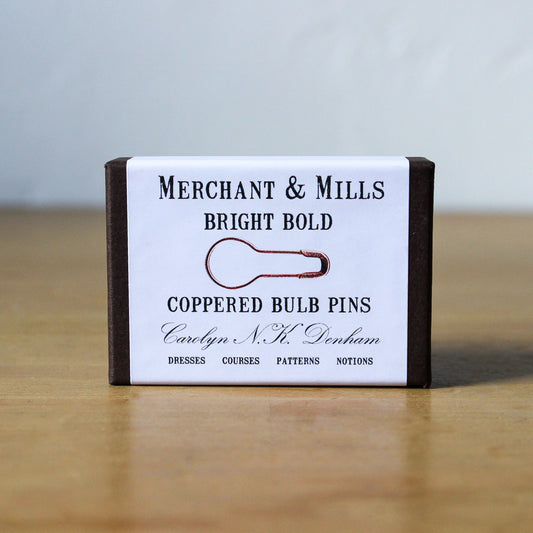 MERCHANT & MILLS
BRIGHT BOLD
COPPERED BULB PINS
Carolyn N.K. Denham
DRESSES COURSES PATTERNS NOTIONS